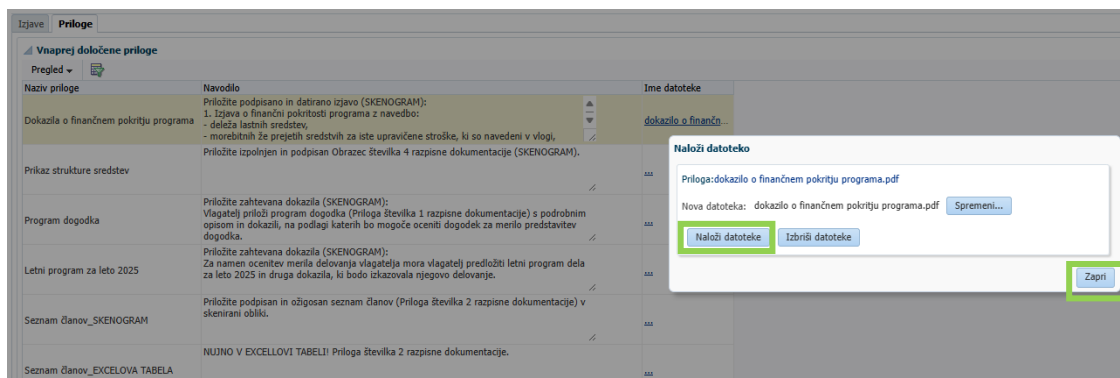 Izjave Priloge
Vnaprej določene priloge
Pregled
Naziv priloge Navodilo Ime datoteke
Dokazila o finančnem pokritju programa
Priložite podpisano in datirano izjavo (SKENOGRAM):
1. Izjava o finančni pokritosti programa z navedbo:
- deleža lastnih sredstev,
- morebitnih že prejetih sredstvih za iste upravičene stroške, ki so navedeni v vlogi,
dokazilo o finančn...
Prikaz strukture sredstev
Priložite izpolnjen in podpisan Obrazec številka 4 razpisne dokumentacije (SKENOGRAM).
...
Program dogodka
Priložite zahtevana dokazila (SKENOGRAM):
Vlagatelj priloži program dogodka (Priloga številka 1 razpisne dokumentacije) s podrobnim
opisom in dokazili, na podlagi katerih bo mogoče oceniti dogodek za merilo predstavitev
dogodka.
...
Letni program za leto 2025
Priložite zahtevana dokazila (SKENOGRAM):
Za namen ocenitev merila delovanja vlagatelja mora vlagatelj predložiti letni program dela
za leto 2025 in druga dokazila, ki bodo izkazovala njegovo delovanje.
...
Seznam članov_SKENOGRAM
Priložite podpisan in ožigosan seznam članov (Priloga številka 2 razpisne dokumentacije) v
skenirani obliki.
...
Seznam članov_EXCELOVA TABELA
NUJNO V EXCELLOVI TABELI! Priloga številka 2 razpisne dokumentacije.
...
Naloži datoteko
Priloga:dokazilo o finančnem pokritju programa.pdf
Nova datoteka: dokazilo o finančnem pokritju programa.pdf Spremeni...
Naloži datoteke Izbriši datoteke
Zapri